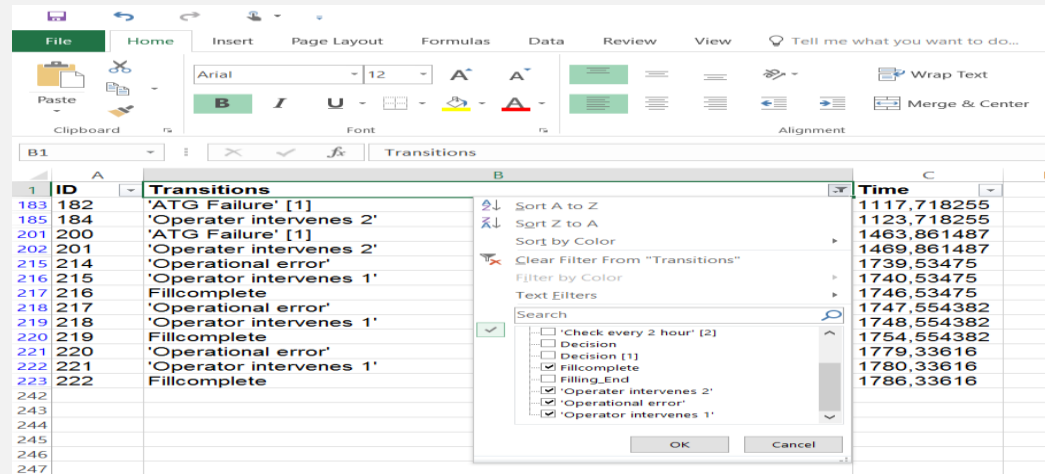 File Home Insert Page Layout Formulas Data Review View Tell me what you want to do...
Arial 12 A A Wrap Text
Paste B I U A Merge & Center
Clipboard Font Alignment
B1 fx Transitions
A B C
1 ID Transitions Time
183 182 'ATG Failure' [1] 1117,718255
185 184 'Operater intervenes 2' 1123,718255
201 200 'ATG Failure' [1] 1463,861487
202 201 'Operater intervenes 2' 1469,861487
215 214 'Operational error' 1739,53475
216 215 'Operator intervenes 1' 1740,53475
217 216 Fillcomplete 1746,53475
218 217 'Operational error' 1747,554382
219 218 'Operator intervenes 1' 1748,554382
220 219 Fillcomplete 1754,554382
221 220 'Operational error' 1779,33616
222 221 'Operator intervenes 1' 1780,33616
223 222 Fillcomplete 1786,33616
242
243
244
245
246
247
Sort A to Z
Sort Z to A
Sort by Color
Clear Filter From "Transitions"
Filter by Color
Text Filters
Search
'Check every 2 hour' [2]
Decision
Decision [1]
Fillcomplete
Filling_End
'Operater intervenes 2'
'Operational error'
'Operator intervenes 1'
OK Cancel